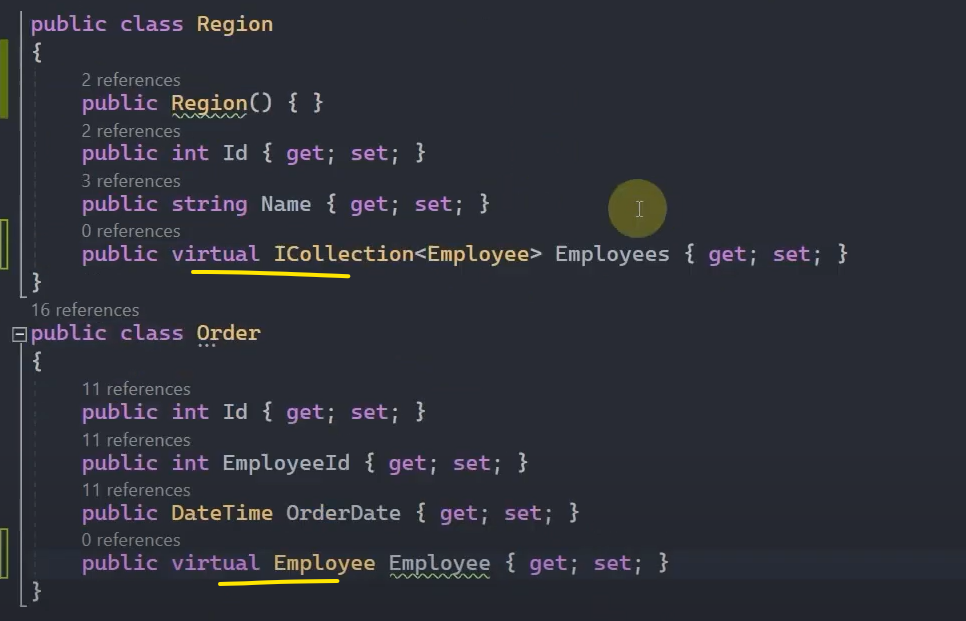 public class Region
{
2 references
public Region() { }
2 references
public int Id { get; set; }
3 references
public string Name { get; set; }
0 references
public virtual ICollection<Employee> Employees { get; set; }
}
16 references
public class Order
{
11 references
public int Id { get; set; }
11 references
public int EmployeeId { get; set; }
11 references
public DateTime OrderDate { get; set; }
0 references
public virtual Employee Employee { get; set; }
}